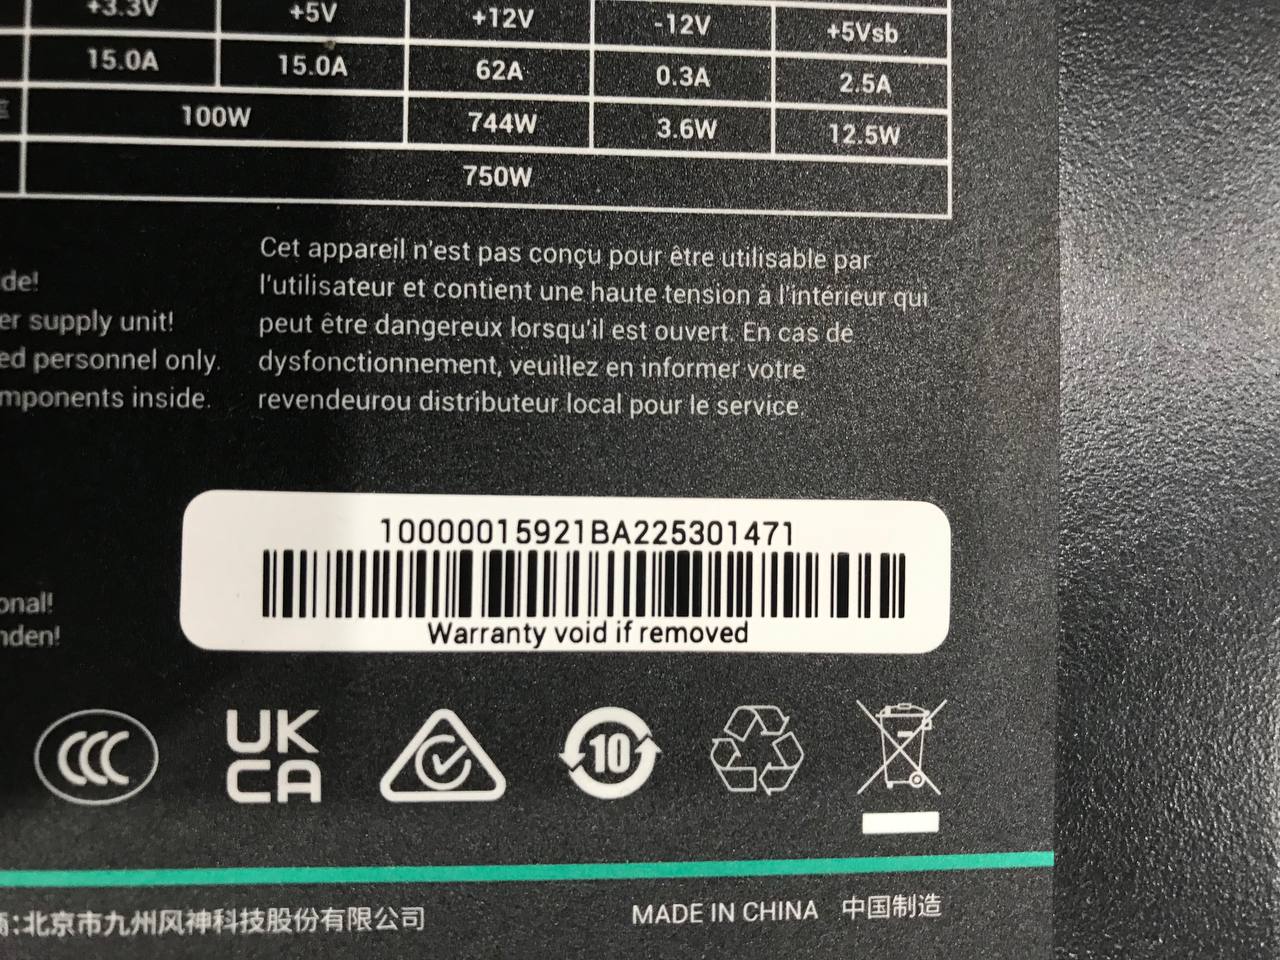 +3.3V +5V +12V -12V +5Vsb
15.0A 15.0A 62A 0.3A 2.5A
100W 744W 3.6W 12.5W
750W
Cet appareil n'est pas conçu pour être utilisable par
l'utilisateur et contient une haute tension à l'intérieur qui
peut être dangereux lorsqu'il est ouvert. En cas de
dysfonctionnement, veuillez en informer votre
revendeurou distributeur local pour le service.
de!
er supply unit!
ed personnel only.
mponents inside.
10000015921BA225301471
Warranty void if removed
onal!
nden!
CCC
UK
CA
10
:北京市九州风神科技股份有限公司
MADE IN CHINA 中国制造